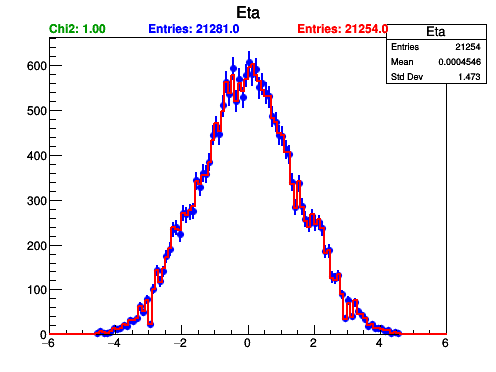 Eta
Chi2: 1.00 Entries: 21281.0 Entries: 21254.0
Eta
Entries 21254
Mean 0.0004546
Std Dev 1.473
600
500
400
300
200
100
0
−6 −4 −2 0 2 4 6